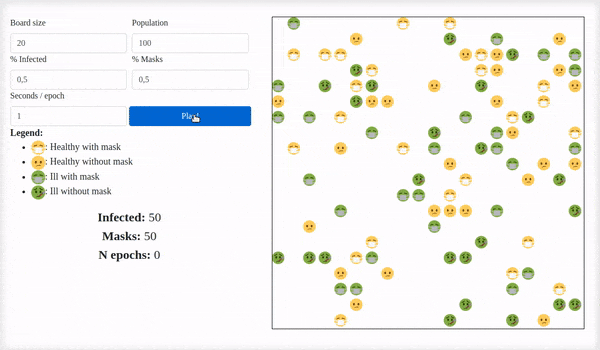 Board size
Population
20
100
% Infected
% Masks
0,5
0,5
Seconds / epoch
1
Legend:
: Healthy with mask
: Healthy without mask
: Ill with mask
: Ill without mask
Infected: 50
Masks: 50
N epochs: 0